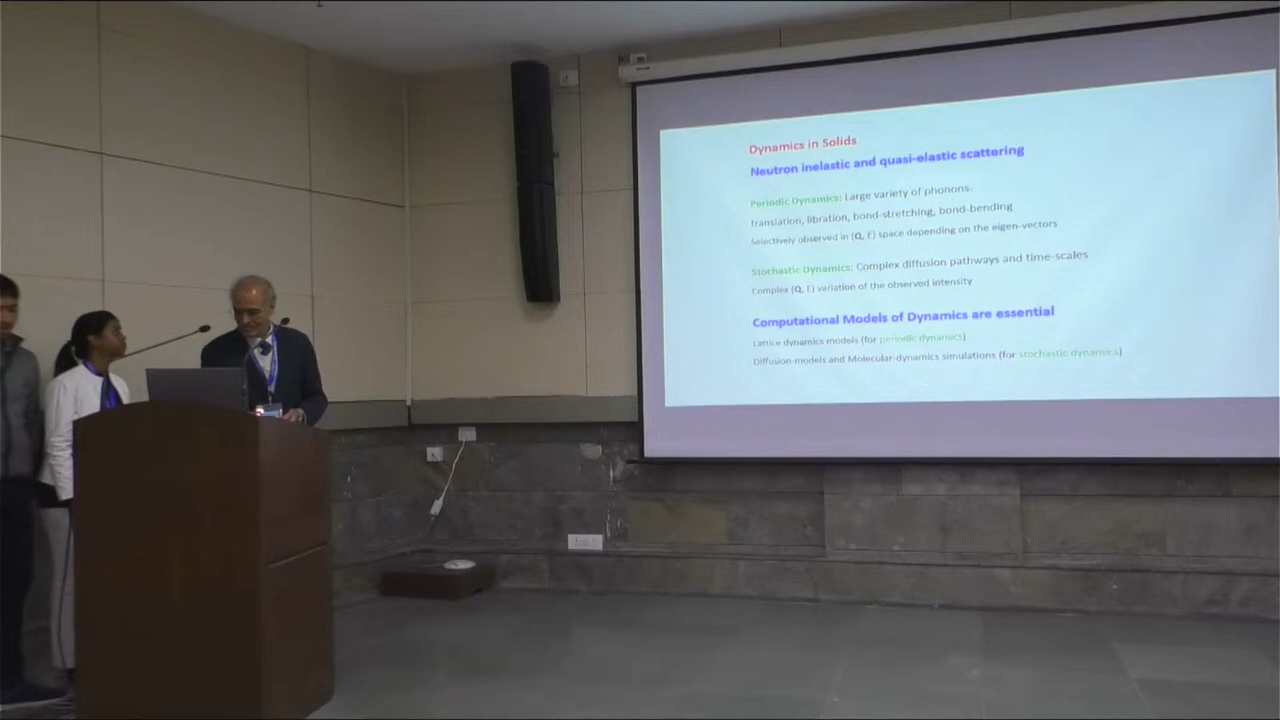 Dynamics in Solids
Neutron inelastic and quasi-elastic scattering
Periodic Dynamics: Large variety of phonons-
translation, libration, bond-stretching, bond-bending
Selectively observed in (Q, E) space depending on the eigen-vectors
Stochastic Dynamics: Complex diffusion pathways and time-scales
Complex (Q, E) variation of the observed intensity
Computational Models of Dynamics are essential
Lattice dynamics models (for periodic dynamics)
Diffusion-models and Molecular-dynamics simulations (for stochastic dynamics)